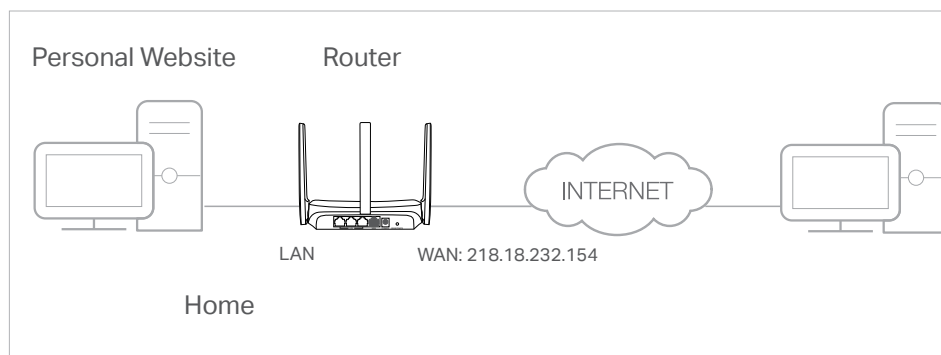 Personal Website
Router
INTERNET
LAN
WAN: 218.18.232.154
Home